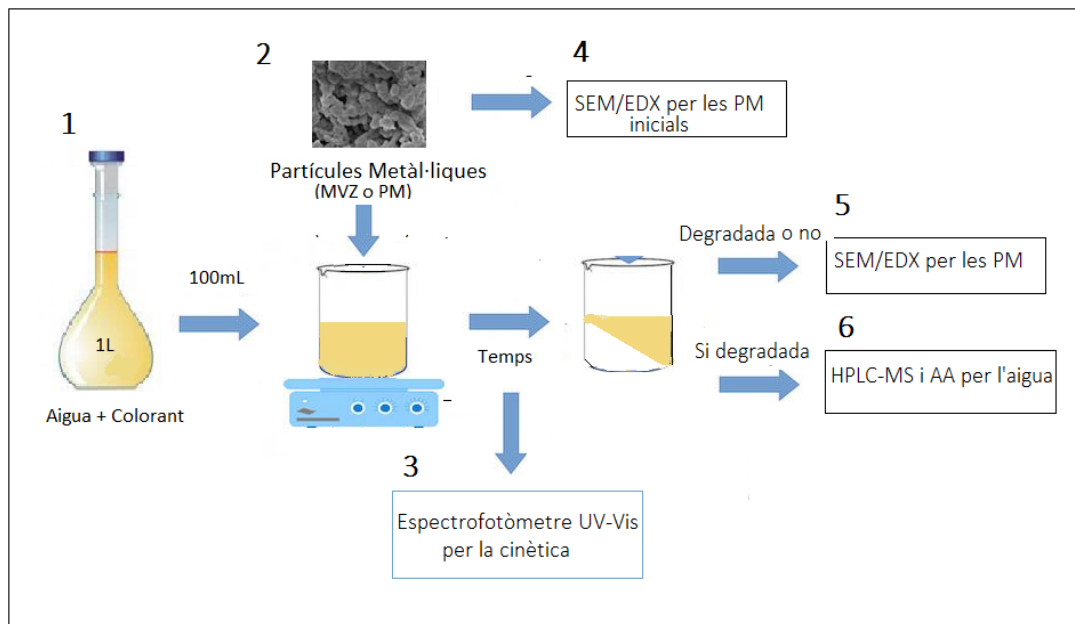 1
1L
Aigua + Colorant
100mL
2
Partícules Metàl·liques
(MVZ o PM)
4
SEM/EDX per les PM
inicials
Temps
3
Espectrofotòmetre UV-Vis
per la cinètica
Degradada o no
5
SEM/EDX per les PM
Si degradada
6
HPLC-MS i AA per l'aigua